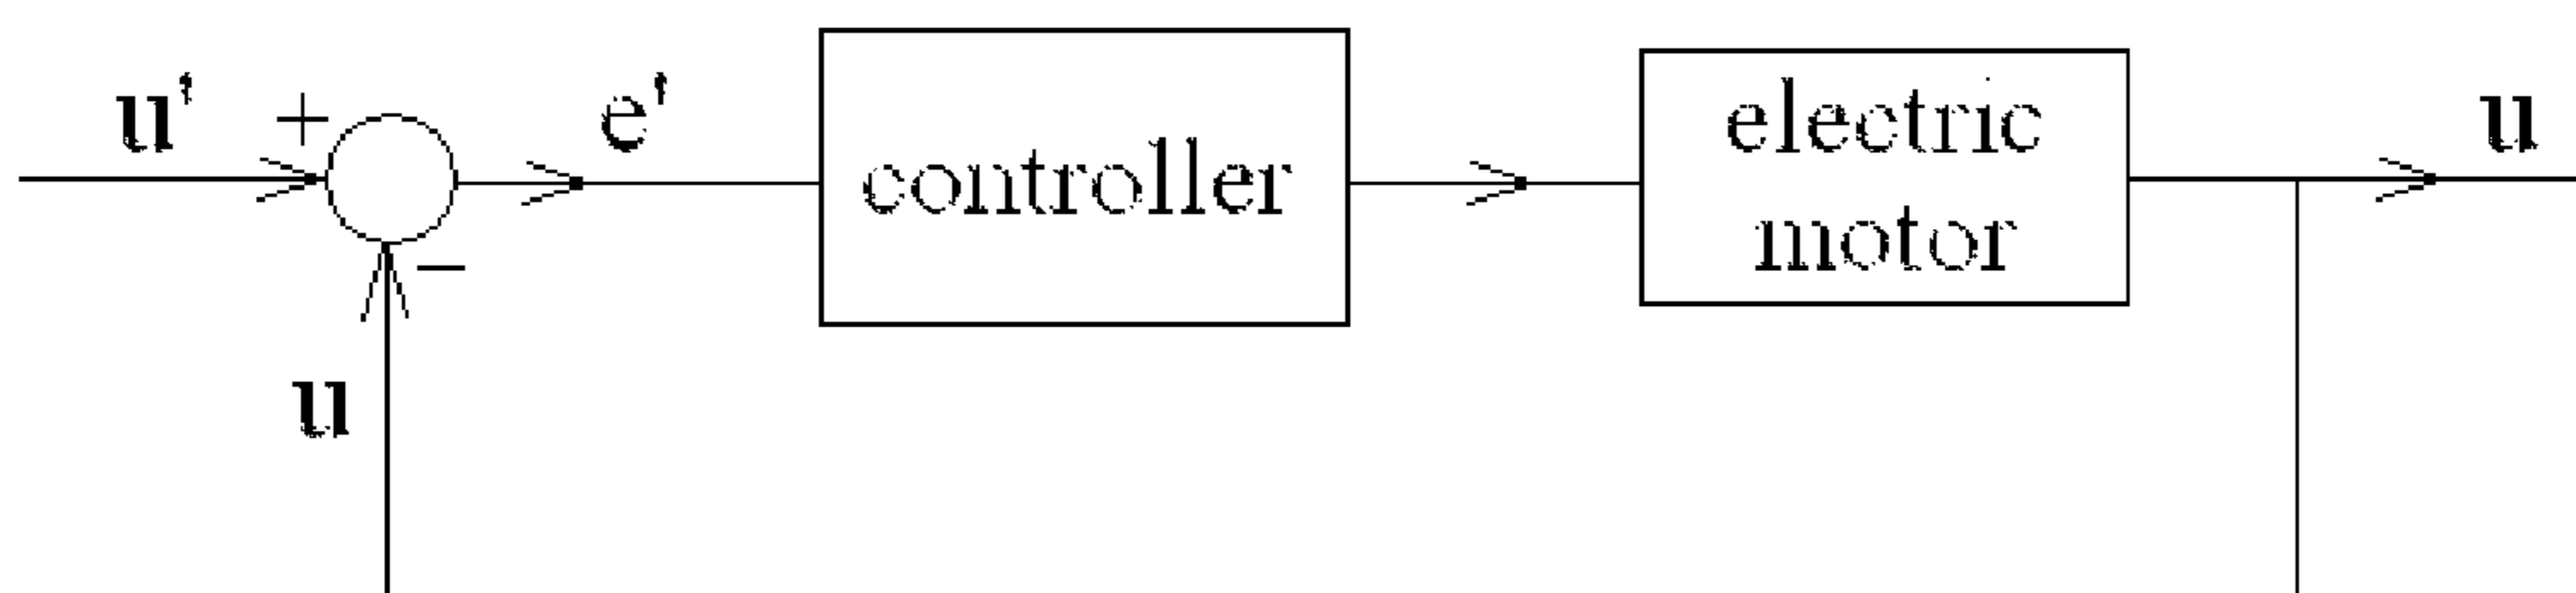 u' + e' controller electric u
motor
−
u